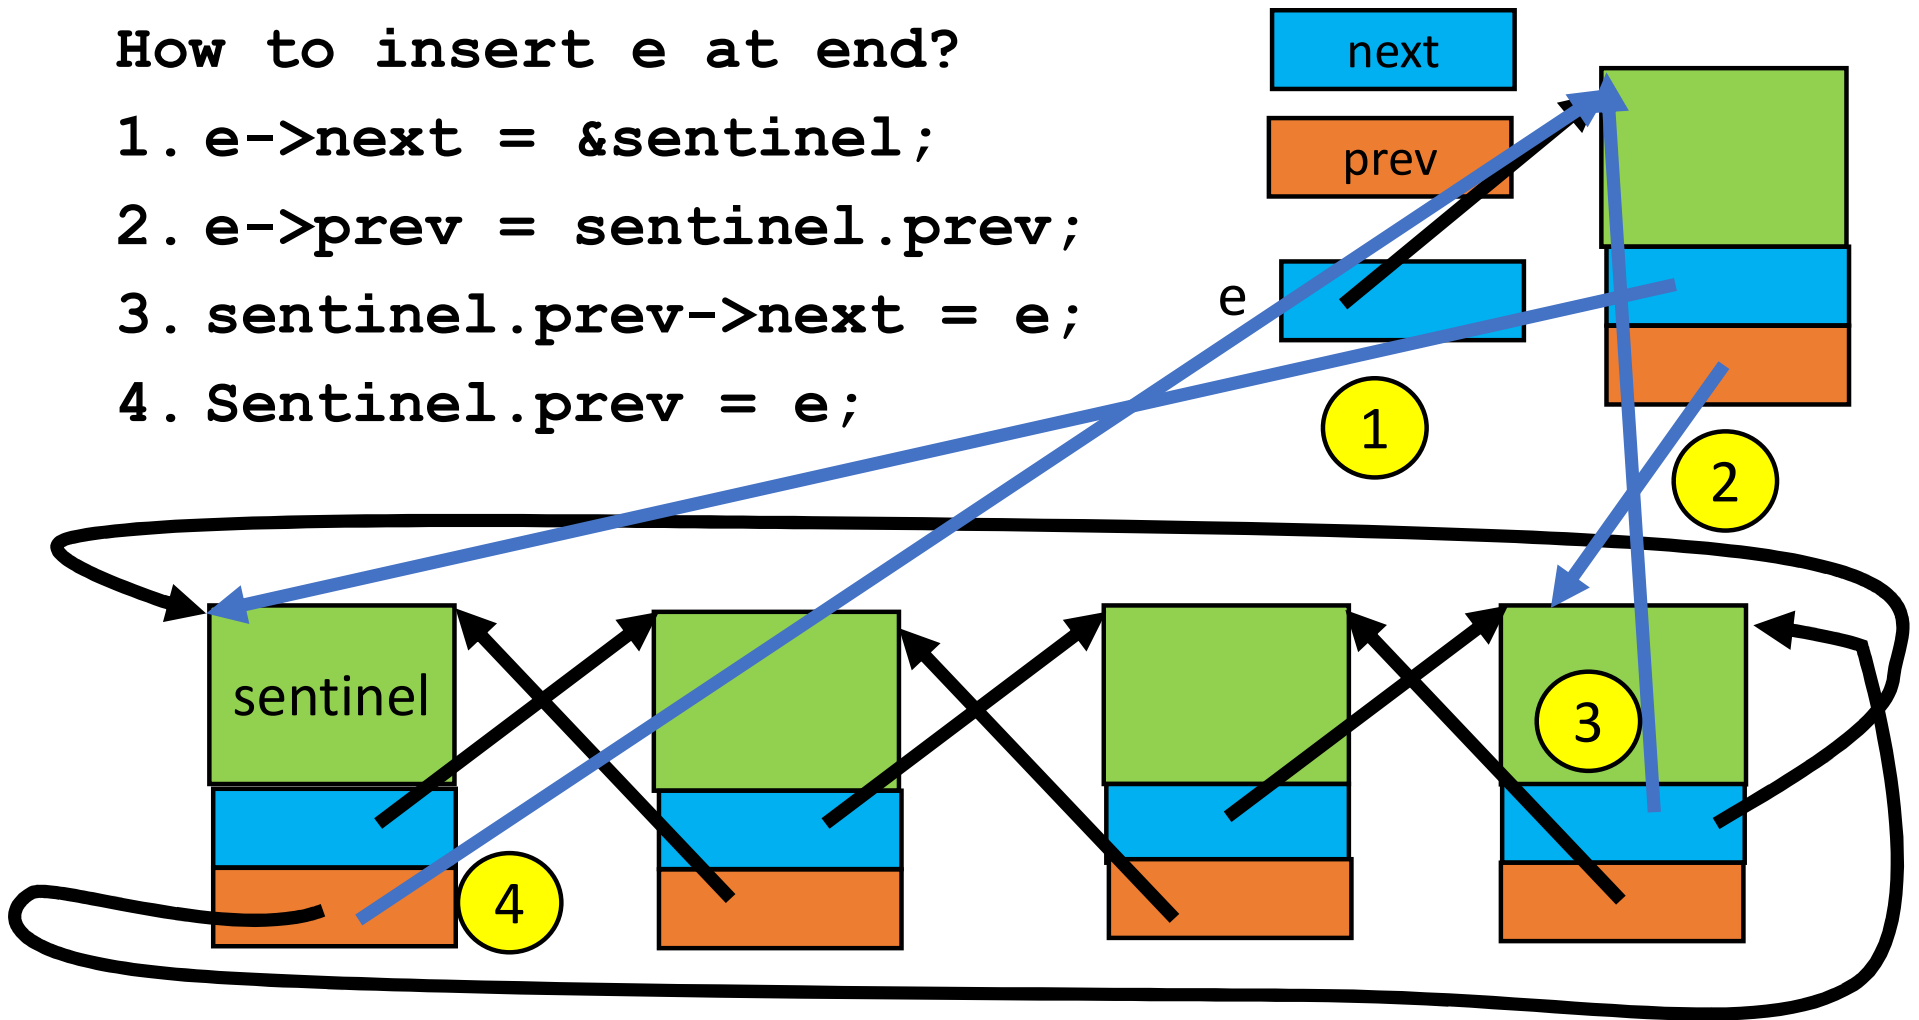 How to insert e at end?
1. e->next = &sentinel;
2. e->prev = sentinel.prev;
3. sentinel.prev->next = e;
4. Sentinel.prev = e;
next
prev
e
1
2
sentinel
3
4